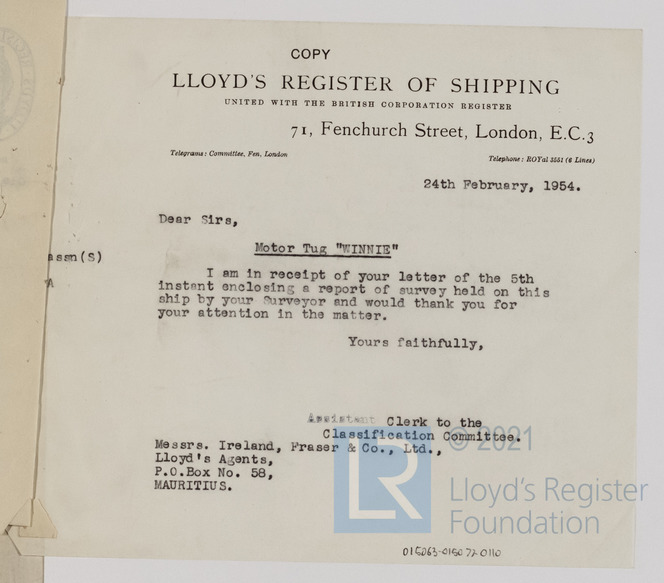 COPY
LLOYD'S REGISTER OF SHIPPING
UNITED WITH THE BRITISH CORPORATION REGISTER
71, Fenchurch Street, London, E.C.3
Telegrams: Committee, Fen, London
Telephone: ROYal 5551 (6 Lines)
24th February, 1954.
Dear Sirs,
Motor Tug "WINNIE"
assn(S)
A
I am in receipt of your letter of the 5th
instant enclosing a report of survey held on this
ship by your Surveyor and would thank you for
your attention in the matter.
Yours faithfully,
Assistant Clerk to the
Classification Committee.
Messrs. Ireland, Fraser & Co., Ltd.,
Lloyd's Agents,
P.O.Box No. 58,
MAURITIUS.
© 2021
LR
Lloyd's Register
Foundation
015063-015072-0110